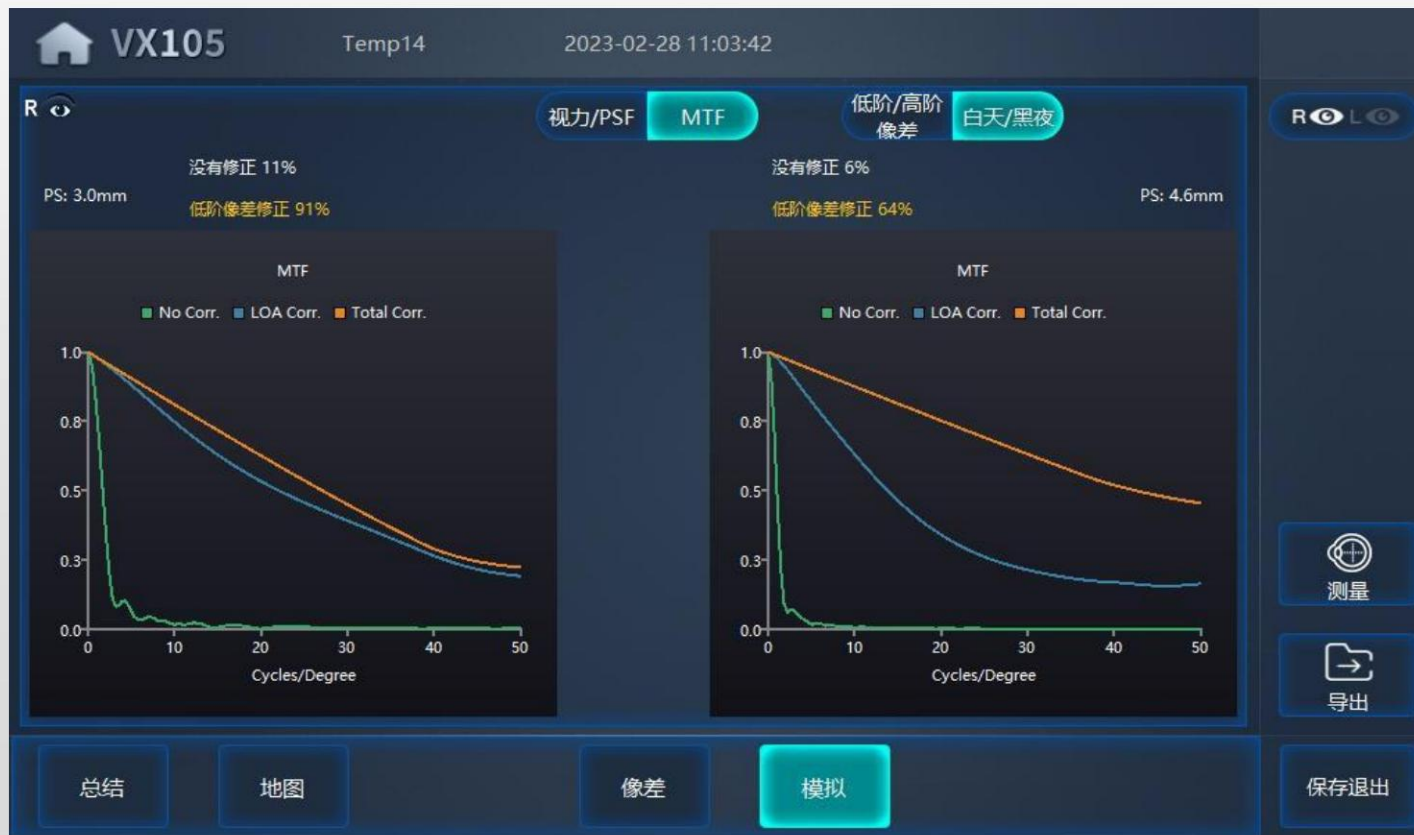 VX105
Temp14
2023-02-28 11:03:42
R
视力/PSF
MTF
低阶/高阶
像差
白天/黑夜
R
L
没有修正 11%
PS: 3.0mm
低阶像差修正 91%
没有修正 6%
PS: 4.6mm
低阶像差修正 64%
MTF
No Corr. LOA Corr. Total Corr.
1.0
0.8
0.5
0.3
0.0
0 10 20 30 40 50
Cycles/Degree
MTF
No Corr. LOA Corr. Total Corr.
1.0
0.8
0.5
0.3
0.0
0 10 20 30 40 50
Cycles/Degree
测量
导出
总结
地图
像差
模拟
保存退出